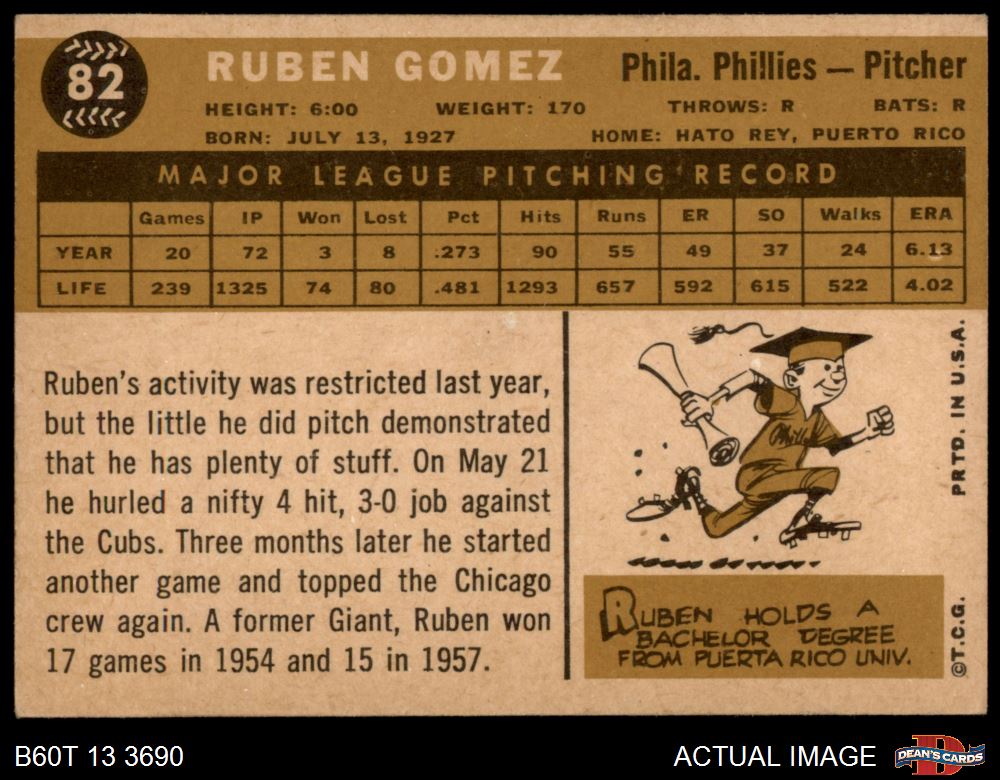 82
RUBEN GOMEZ
Phila. Phillies — Pitcher
HEIGHT: 6:00 WEIGHT: 170 THROWS: R BATS: R
BORN: JULY 13, 1927 HOME: HATO REY, PUERTO RICO
MAJOR LEAGUE PITCHING RECORD
Games IP Won Lost Pct Hits Runs ER SO Walks ERA
YEAR 20 72 3 8 .273 90 55 49 37 24 6.13
LIFE 239 1325 74 80 .481 1293 657 592 615 522 4.02
Ruben's activity was restricted last year,
but the little he did pitch demonstrated
that he has plenty of stuff. On May 21
he hurled a nifty 4 hit, 3-0 job against
the Cubs. Three months later he started
another game and topped the Chicago
crew again. A former Giant, Ruben won
17 games in 1954 and 15 in 1957.
RUBEN HOLDS A
BACHELOR DEGREE
FROM PUERTA RICO UNIV.
©T.C.G. PRTD. IN U.S.A.
B60T 13 3690
ACTUAL IMAGE
DEAN'S CARDS